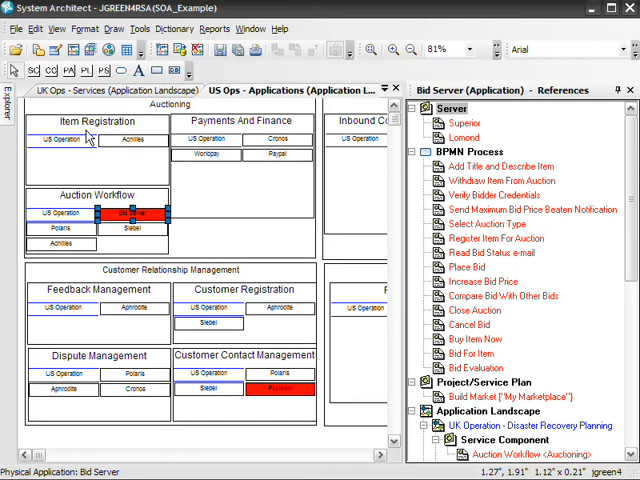 System Architect - JGREEN4RSA(SOA_Example)
File Edit View Format Draw Tools Dictionary Reports Window Help
81% Arial
SC CO PA PL PS A
UK Ops - Services (Application Landscape) US Ops - Applications (Application L... Bid Server (Application) - References
Explorer
Auctioning
Item Registration
US Operation Achilles
Payments And Finance
US Operation Cronos
Worldpay Paypal
Inbound Co
US Operation
Auction Workflow
US Operation Bid Server
Polaris Siebel
Achilles
Customer Relationship Management
Feedback Management
US Operation Aphrodite
Customer Registration
US Operation Aphrodite
Siebel
US Operation
Dispute Management
US Operation Polaris
Aphrodite Cronos
Customer Contact Management
US Operation Polaris
Siebel
Server
Superior
Lomond
BPMN Process
Add Title and Describe Item
Withdraw Item From Auction
Verify Bidder Credentials
Send Maximum Bid Price Beaten Notification
Select Auction Type
Register Item For Auction
Read Bid Status e-mail
Place Bid
Increase Bid Price
Compare Bid With Other Bids
Close Auction
Cancel Bid
Buy Item Now
Bid For Item
Bid Evaluation
Project/Service Plan
Build Market ["My Marketplace"]
Application Landscape
UK Operation - Disaster Recovery Planning
Service Component
Auction Workflow <Auctioning>
Physical Application: Bid Server 1.27", 1.91" 1.12" x 0.21" jgreen4